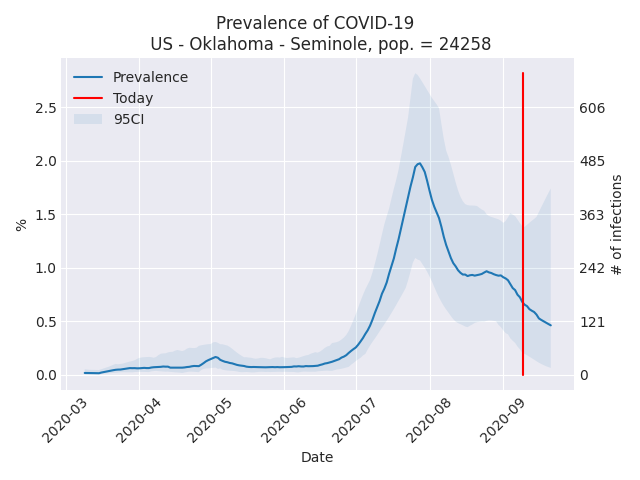 Prevalence of COVID-19
US - Oklahoma - Seminole, pop. = 24258
Prevalence
Today
95CI
%
2.5
2.0
1.5
1.0
0.5
0.0
606
485
363
242
121
0
# of infections
2020-03
2020-04
2020-05
2020-06
2020-07
2020-08
2020-09
Date